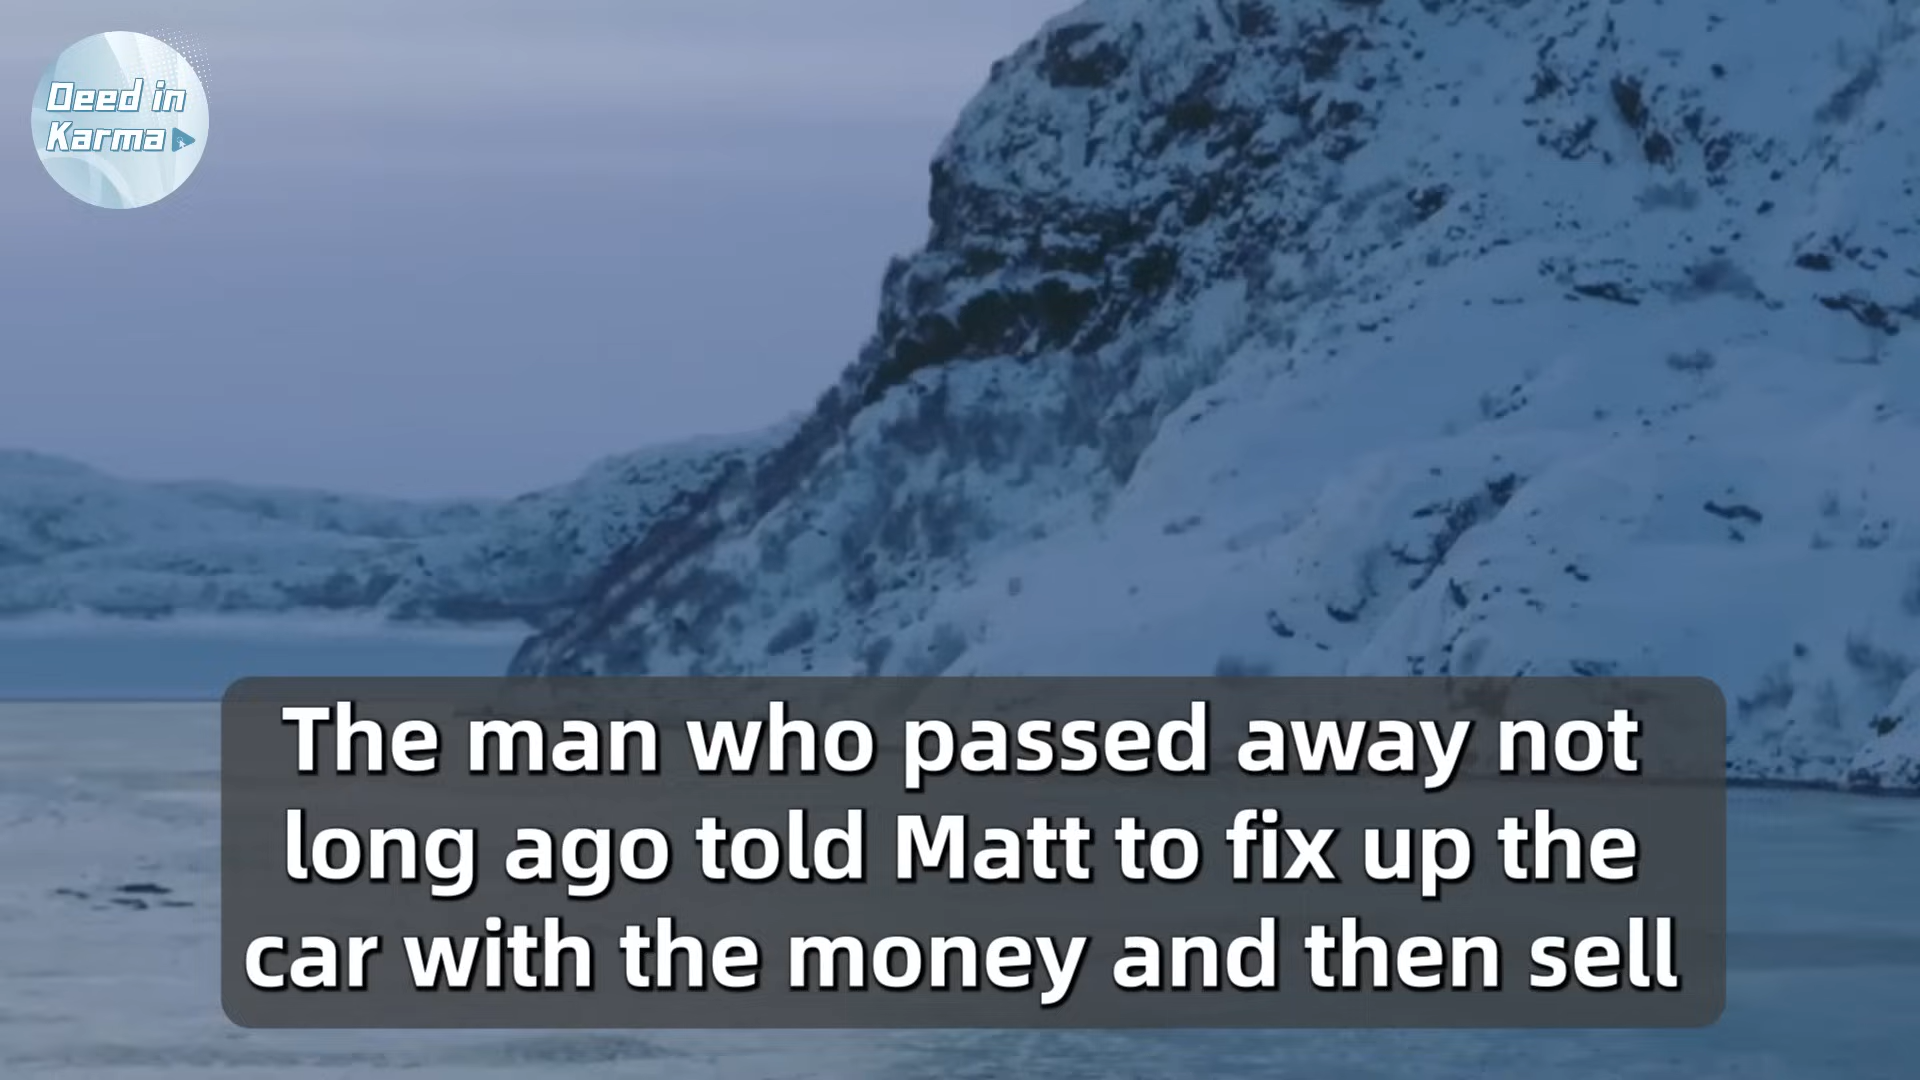 Deed in
Karma
The man who passed away not
long ago told Matt to fix up the
car with the money and then sell